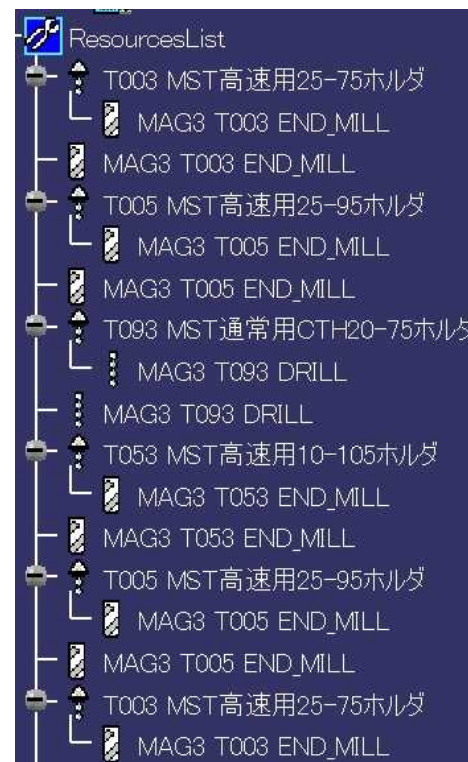 ResourcesList
T003 MST高速用25-75ホルダ
MAG3 T003 END_MILL
MAG3 T003 END_MILL
T005 MST高速用25-95ホルダ
MAG3 T005 END_MILL
MAG3 T005 END_MILL
T093 MST通常用CTH20-75ホルダ
MAG3 T093 DRILL
MAG3 T093 DRILL
T053 MST高速用10-105ホルダ
MAG3 T053 END_MILL
MAG3 T053 END_MILL
T005 MST高速用25-95ホルダ
MAG3 T005 END_MILL
MAG3 T005 END_MILL
T003 MST高速用25-75ホルダ
MAG3 T003 END_MILL